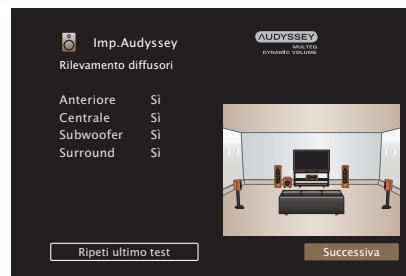 Imp.Audyssey
AUDYSSEY
MULTEQ
DYNAMIC VOLUME
Rilevamento diffusori
Anteriore Sì
Centrale Sì
Subwoofer Sì
Surround Sì
Ripeti ultimo test
Successiva